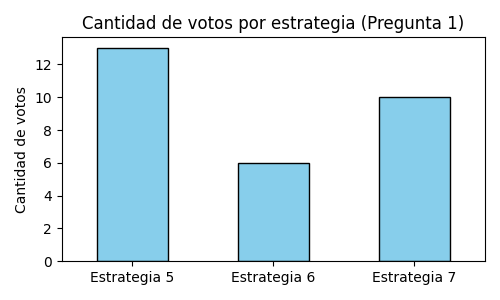 Cantidad de votos por estrategia (Pregunta 1)
Cantidad de votos
12
10
8
6
4
2
0
Estrategia 5 Estrategia 6 Estrategia 7